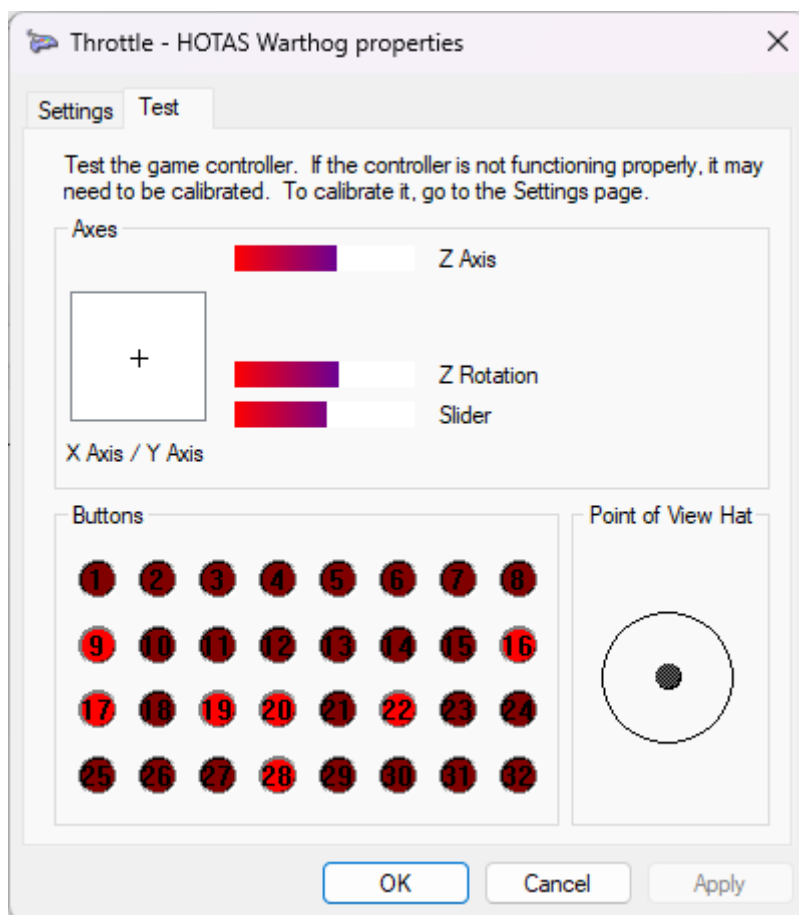 Throttle - HOTAS Warthog properties
Settings Test
Test the game controller. If the controller is not functioning properly, it may
need to be calibrated. To calibrate it, go to the Settings page.
Axes
Z Axis
Z Rotation
Slider
X Axis / Y Axis
Buttons
1 2 3 4 5 6 7 8
9 10 11 12 13 14 15 16
17 18 19 20 21 22 23 24
25 26 27 28 29 30 31 32
Point of View Hat
OK Cancel Apply